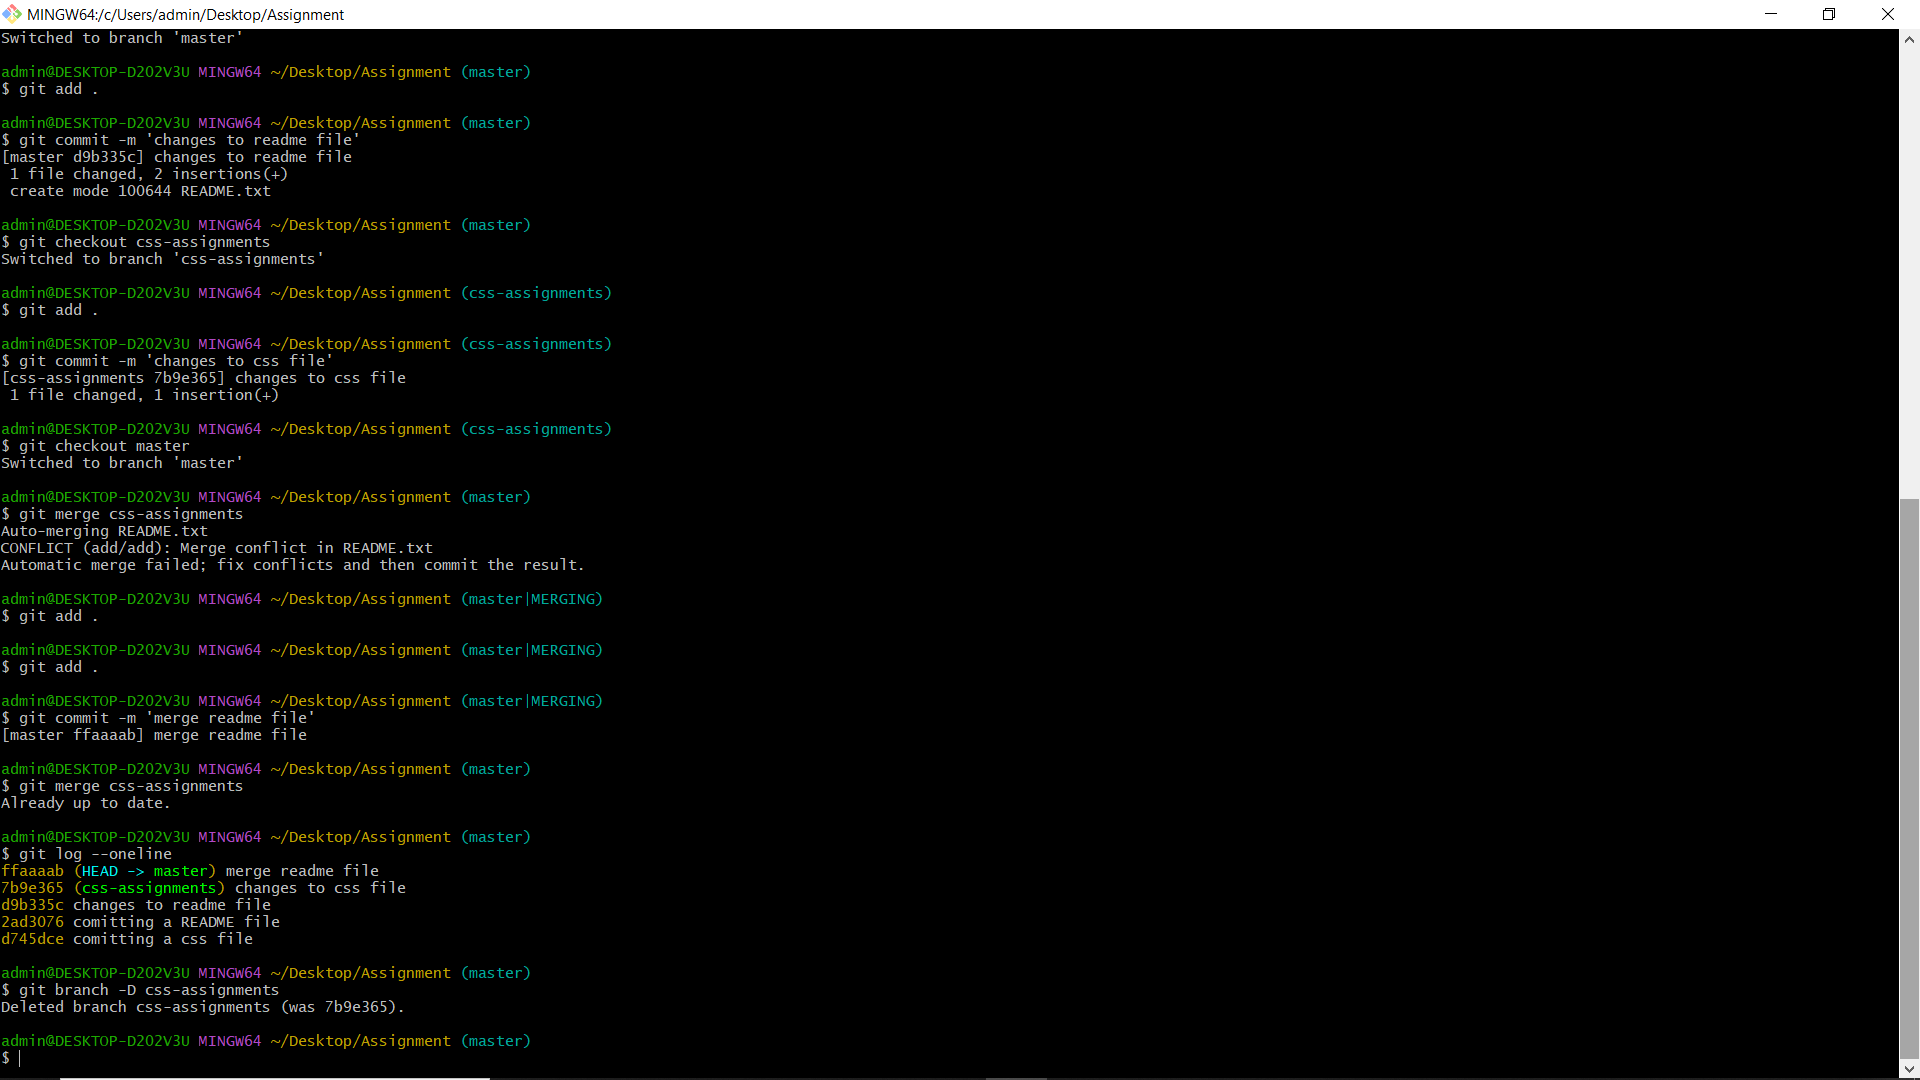 MINGW64:/c/Users/admin/Desktop/Assignment
Switched to branch 'master'
admin@DESKTOP-D202V3U MINGW64 ~/Desktop/Assignment (master)
$ git add .
admin@DESKTOP-D202V3U MINGW64 ~/Desktop/Assignment (master)
$ git commit -m 'changes to readme file'
[master d9b335c] changes to readme file
 1 file changed, 2 insertions(+)
 create mode 100644 README.txt
admin@DESKTOP-D202V3U MINGW64 ~/Desktop/Assignment (master)
$ git checkout css-assignments
Switched to branch 'css-assignments'
admin@DESKTOP-D202V3U MINGW64 ~/Desktop/Assignment (css-assignments)
$ git add .
admin@DESKTOP-D202V3U MINGW64 ~/Desktop/Assignment (css-assignments)
$ git commit -m 'changes to css file'
[css-assignments 7b9e365] changes to css file
 1 file changed, 1 insertion(+)
admin@DESKTOP-D202V3U MINGW64 ~/Desktop/Assignment (css-assignments)
$ git checkout master
Switched to branch 'master'
admin@DESKTOP-D202V3U MINGW64 ~/Desktop/Assignment (master)
$ git merge css-assignments
Auto-merging README.txt
CONFLICT (add/add): Merge conflict in README.txt
Automatic merge failed; fix conflicts and then commit the result.
admin@DESKTOP-D202V3U MINGW64 ~/Desktop/Assignment (master|MERGING)
$ git add .
admin@DESKTOP-D202V3U MINGW64 ~/Desktop/Assignment (master|MERGING)
$ git add .
admin@DESKTOP-D202V3U MINGW64 ~/Desktop/Assignment (master|MERGING)
$ git commit -m 'merge readme file'
[master ffaaaab] merge readme file
admin@DESKTOP-D202V3U MINGW64 ~/Desktop/Assignment (master)
$ git merge css-assignments
Already up to date.
admin@DESKTOP-D202V3U MINGW64 ~/Desktop/Assignment (master)
$ git log --oneline
ffaaaab (HEAD -> master) merge readme file
7b9e365 (css-assignments) changes to css file
d9b335c changes to readme file
2ad3076 comitting a README file
d745dce comitting a css file
admin@DESKTOP-D202V3U MINGW64 ~/Desktop/Assignment (master)
$ git branch -D css-assignments
Deleted branch css-assignments (was 7b9e365).
admin@DESKTOP-D202V3U MINGW64 ~/Desktop/Assignment (master)
$